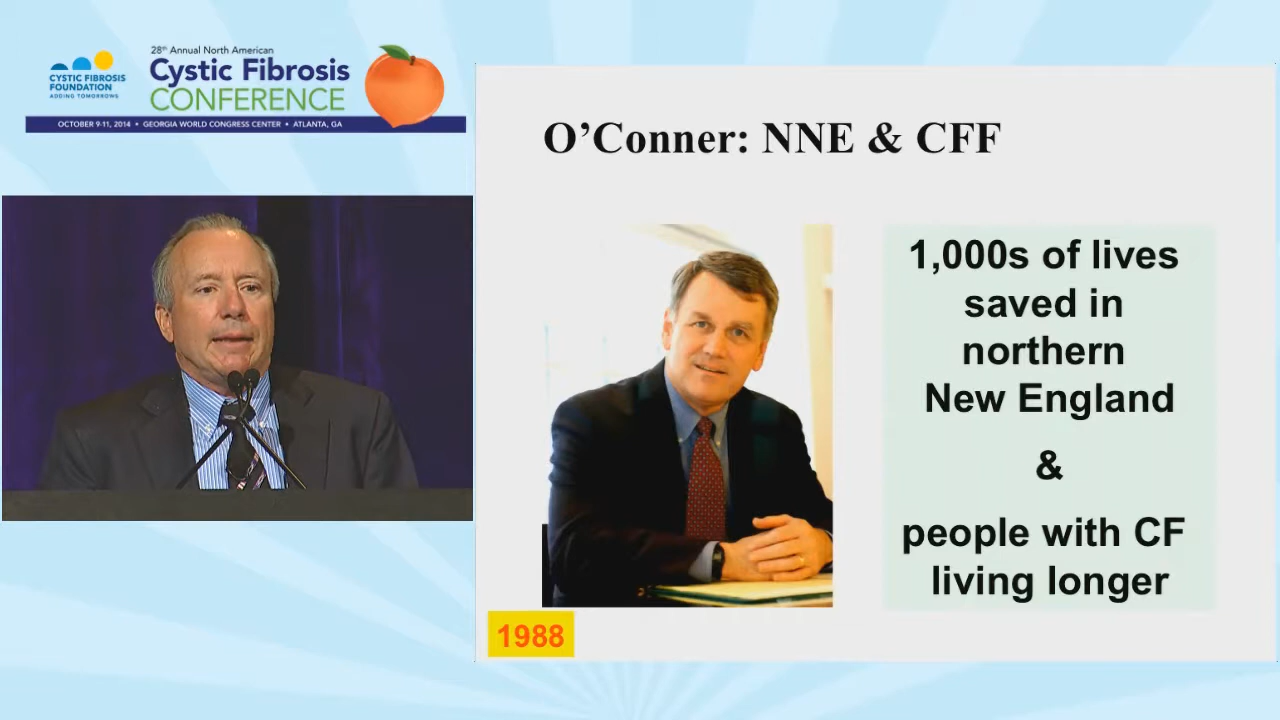 28th Annual North American
Cystic Fibrosis
CONFERENCE
CYSTIC FIBROSIS
FOUNDATION
ADDING TOMORROWS
OCTOBER 9-11, 2014 • GEORGIA WORLD CONGRESS CENTER • ATLANTA, GA
O’Conner: NNE & CFF
1,000s of lives
saved in
northern
New England
&
people with CF
living longer
1988